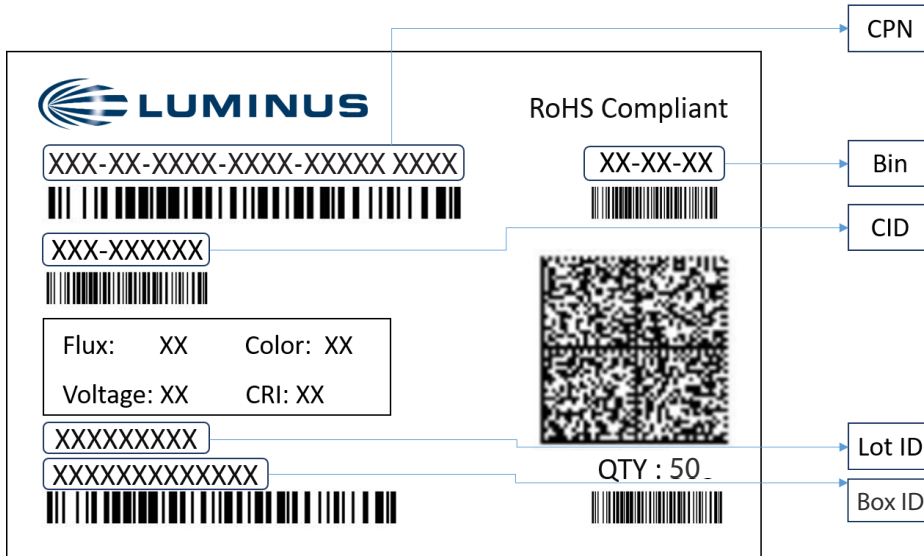 CPN
LUMINUS
RoHS Compliant
XXX-XX-XXXX-XXXX-XXXXX XXXX
XX-XX-XX
Bin
XXX-XXXXXX
CID
Flux: XX Color: XX
Voltage: XX CRI: XX
XXXXXXXXX
Lot ID
XXXXXXXXXXXXX
QTY : 50
Box ID